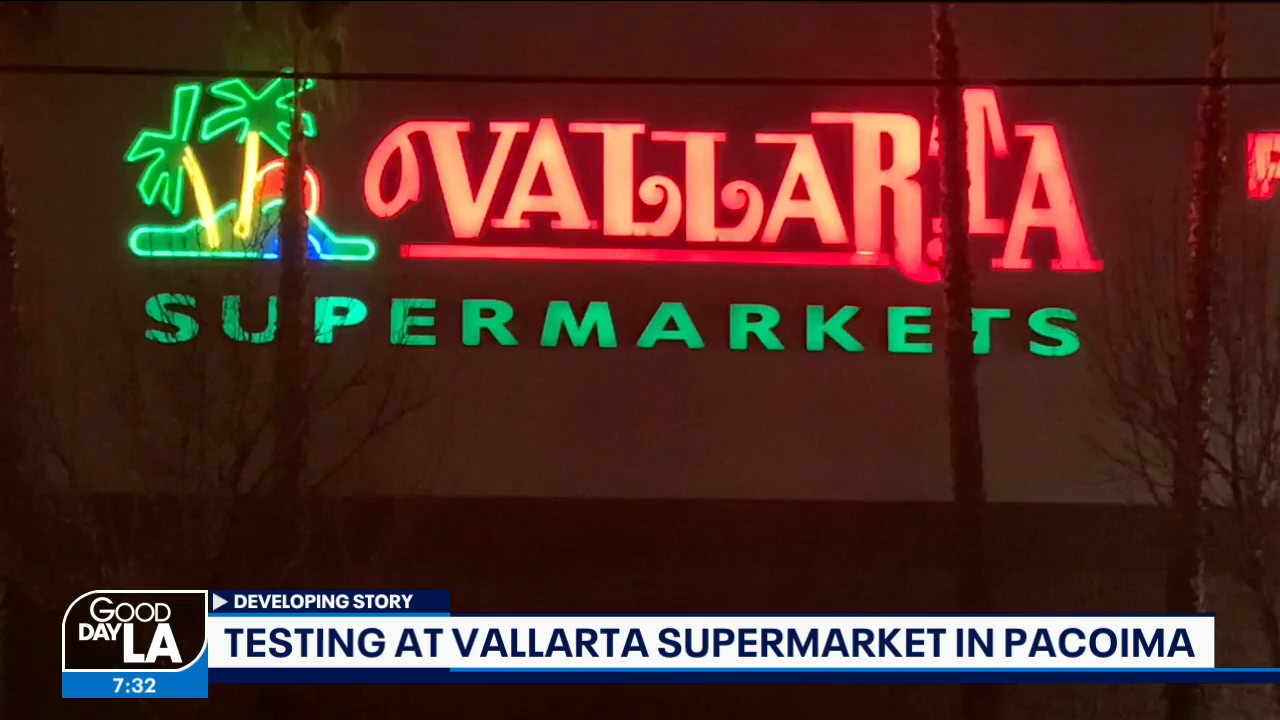 VALLARTA
SUPERMARKETS
DEVELOPING STORY
GOOD
DAY LA
TESTING AT VALLARTA SUPERMARKET IN PACOIMA
7:32